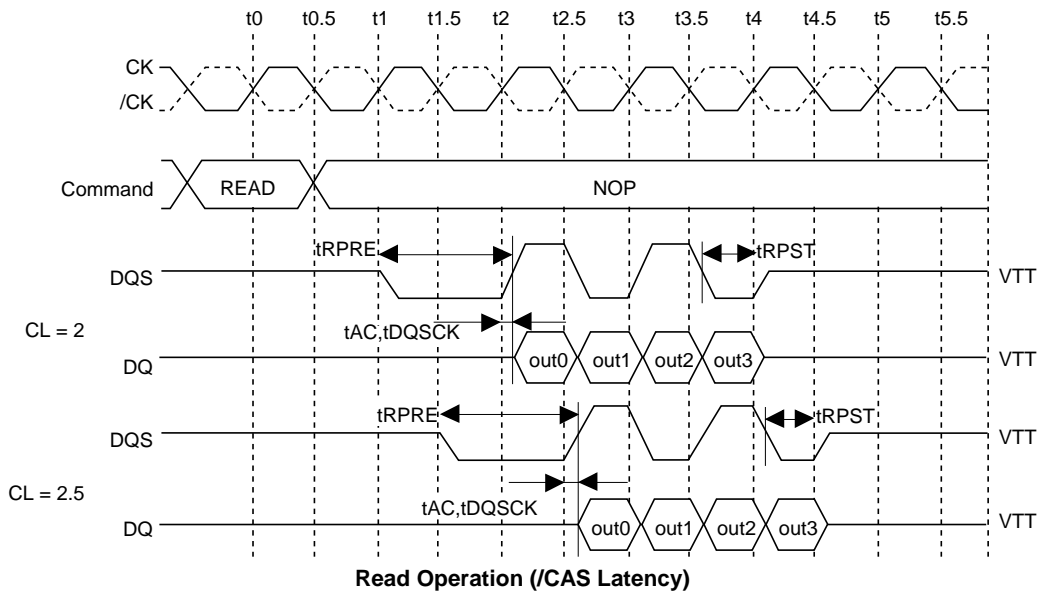 t0 t0.5 t1 t1.5 t2 t2.5 t3 t3.5 t4 t4.5 t5 t5.5
CK
/CK
Command READ NOP
tRPRE tRPST
DQS VTT
CL = 2
tAC,tDQSCK
DQ out0 out1 out2 out3 VTT
tRPRE tRPST
DQS VTT
CL = 2.5
tAC,tDQSCK
DQ out0 out1 out2 out3 VTT
Read Operation (/CAS Latency)